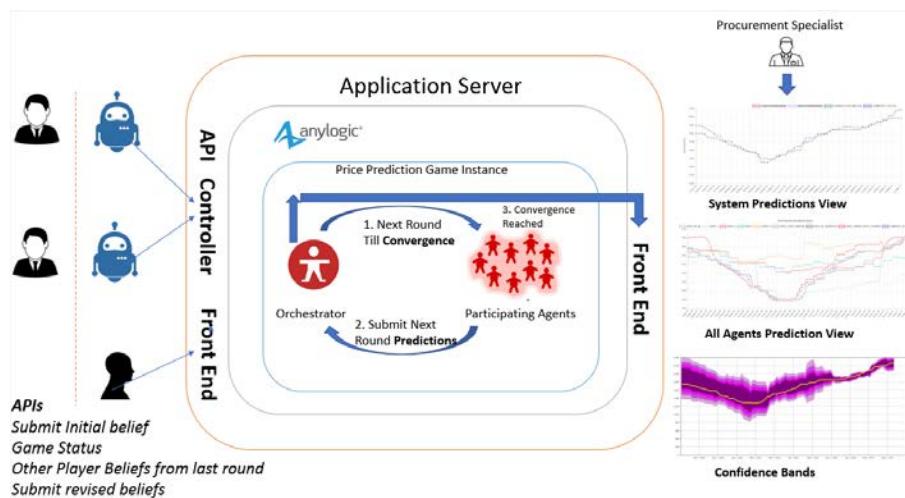 Procurement Specialist
Application Server
anylogic
Price Prediction Game Instance
API Controller
Front End
1. Next Round
Till Convergence
3. Convergence
Reached
Orchestrator
Participating Agents
2. Submit Next
Round Predictions
Front End
System Predictions View
All Agents Prediction View
Confidence Bands
APIs
Submit Initial belief
Game Status
Other Player Beliefs from last round
Submit revised beliefs